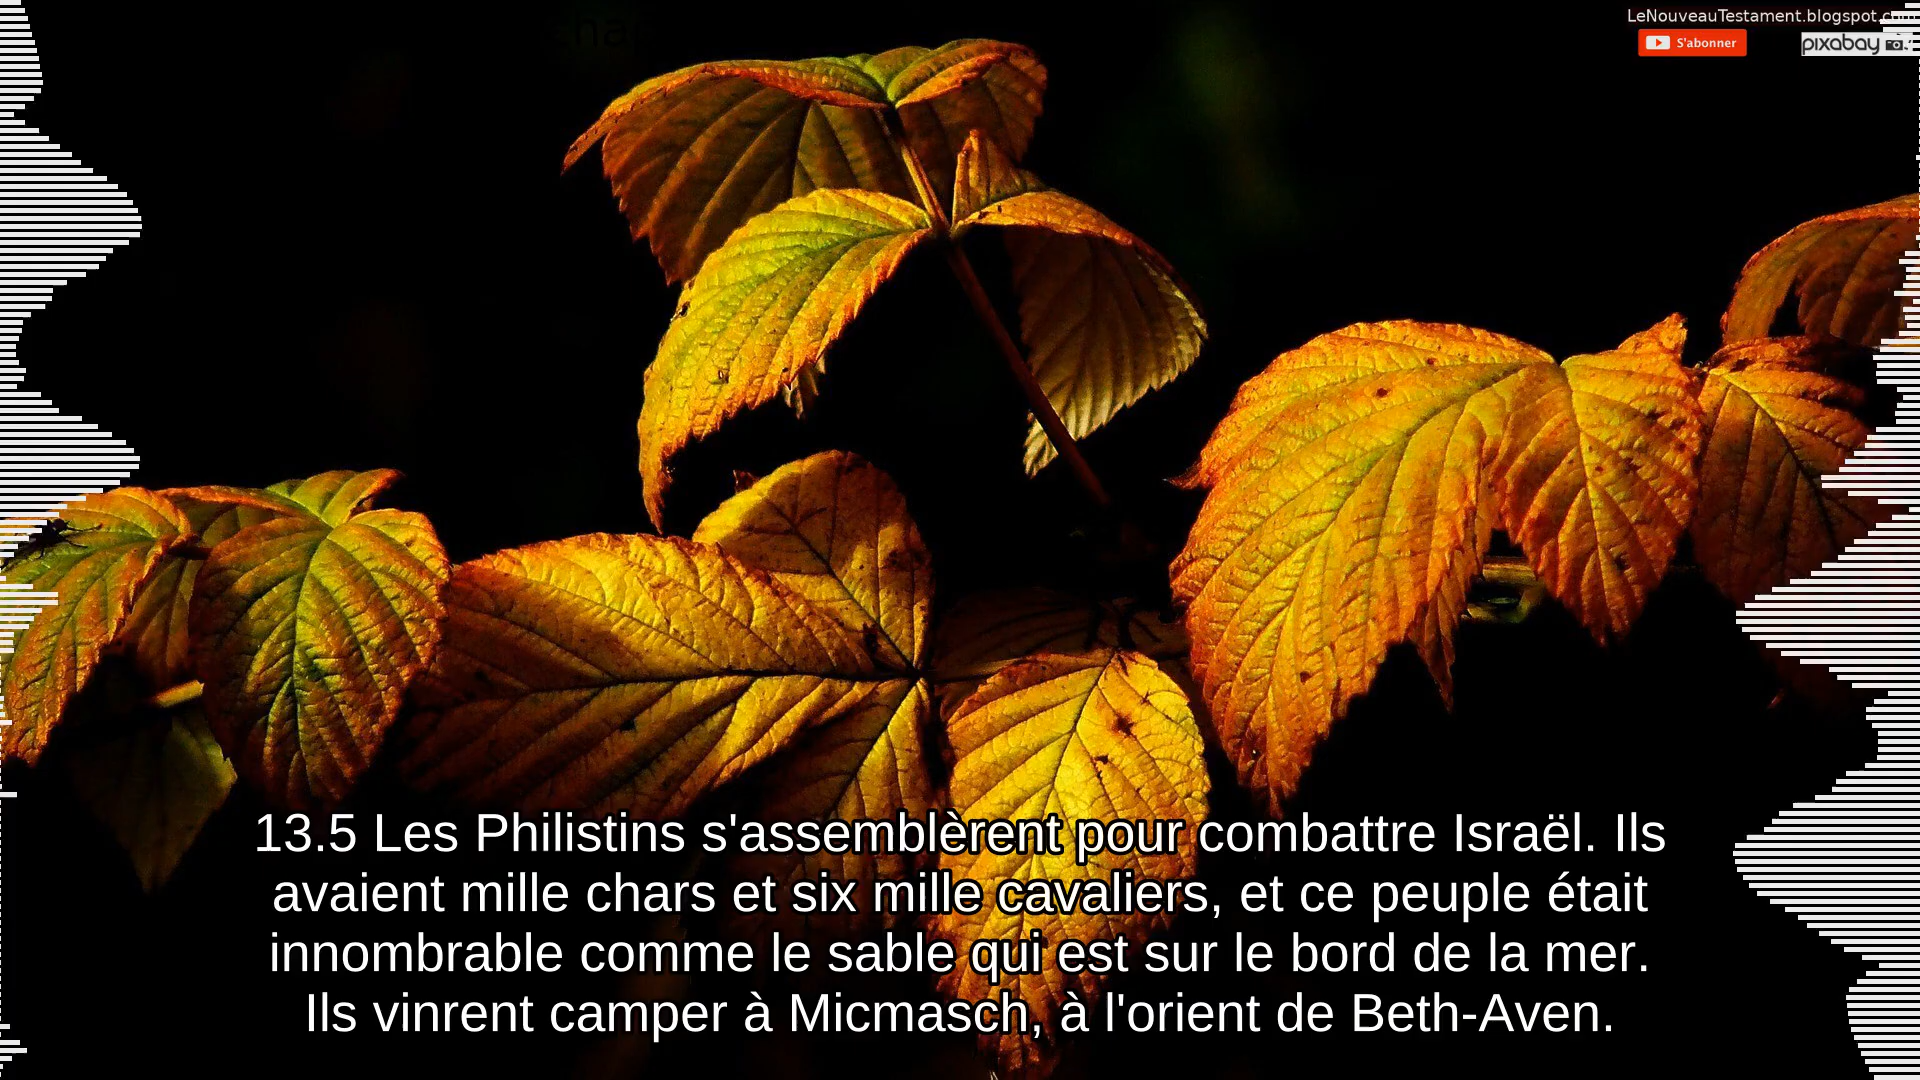 LeNouveauTestament.blogspot.com
S'abonner
pixabay
13.5 Les Philistins s'assemblèrent pour combattre Israël. Ils
avaient mille chars et six mille cavaliers, et ce peuple était
innombrable comme le sable qui est sur le bord de la mer.
Ils vinrent camper à Micmasch, à l'orient de Beth-Aven.